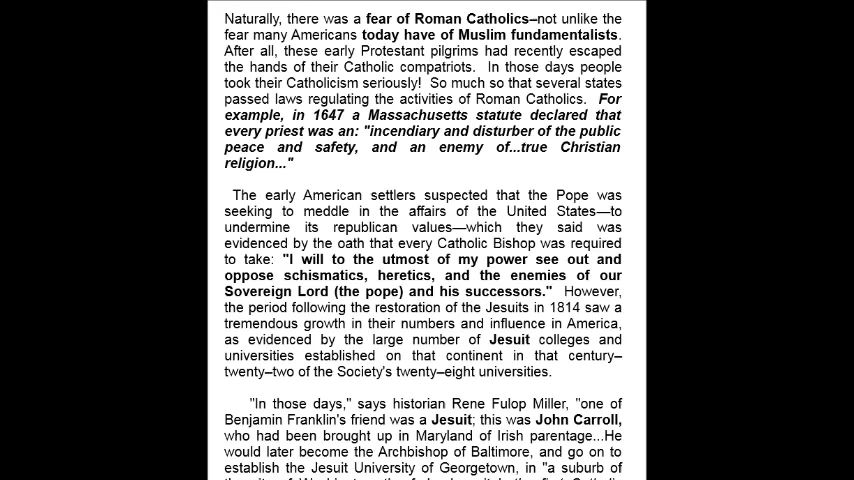 Naturally, there was a fear of Roman Catholics–not unlike the
fear many Americans today have of Muslim fundamentalists.
After all, these early Protestant pilgrims had recently escaped
the hands of their Catholic compatriots. In those days people
took their Catholicism seriously! So much so that several states
passed laws regulating the activities of Roman Catholics. For
example, in 1647 a Massachusetts statute declared that
every priest was an: "incendiary and disturber of the public
peace and safety, and an enemy of...true Christian
religion..."
The early American settlers suspected that the Pope was
seeking to meddle in the affairs of the United States—to
undermine its republican values—which they said was
evidenced by the oath that every Catholic Bishop was required
to take: "I will to the utmost of my power see out and
oppose schismatics, heretics, and the enemies of our
Sovereign Lord (the pope) and his successors." However,
the period following the restoration of the Jesuits in 1814 saw a
tremendous growth in their numbers and influence in America,
as evidenced by the large number of Jesuit colleges and
universities established on that continent in that century–
twenty–two of the Society's twenty–eight universities.
"In those days," says historian Rene Fulop Miller, "one of
Benjamin Franklin's friend was a Jesuit; this was John Carroll,
who had been brought up in Maryland of Irish parentage...He
would later become the Archbishop of Baltimore, and go on to
establish the Jesuit University of Georgetown, in "a suburb of